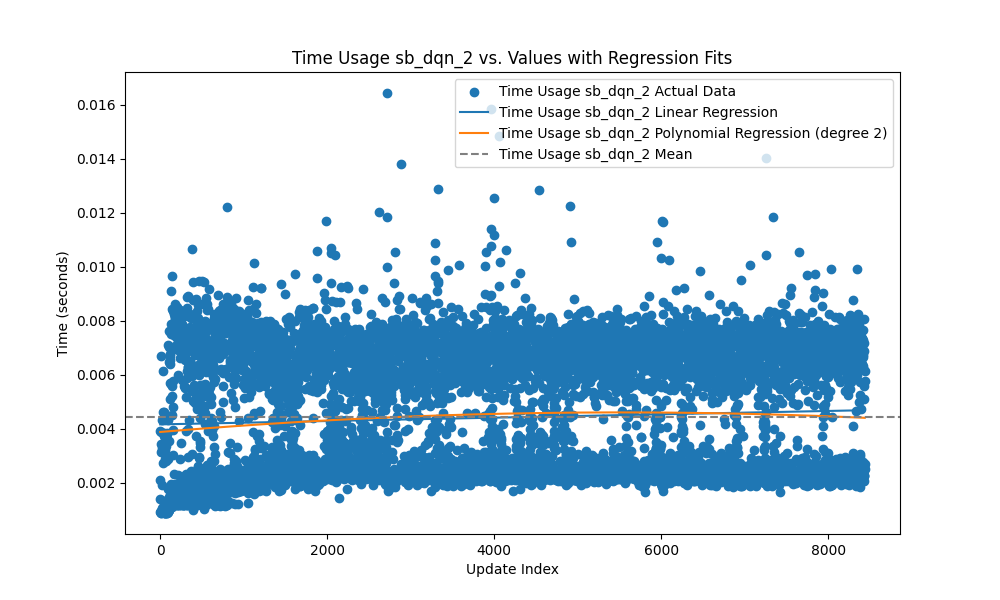 Time Usage sb_dqn_2 vs. Values with Regression Fits
Time Usage sb_dqn_2 Actual Data
Time Usage sb_dqn_2 Linear Regression
Time Usage sb_dqn_2 Polynomial Regression (degree 2)
Time Usage sb_dqn_2 Mean
Time (seconds)
0.016
0.014
0.012
0.010
0.008
0.006
0.004
0.002
0
2000
4000
6000
8000
Update Index